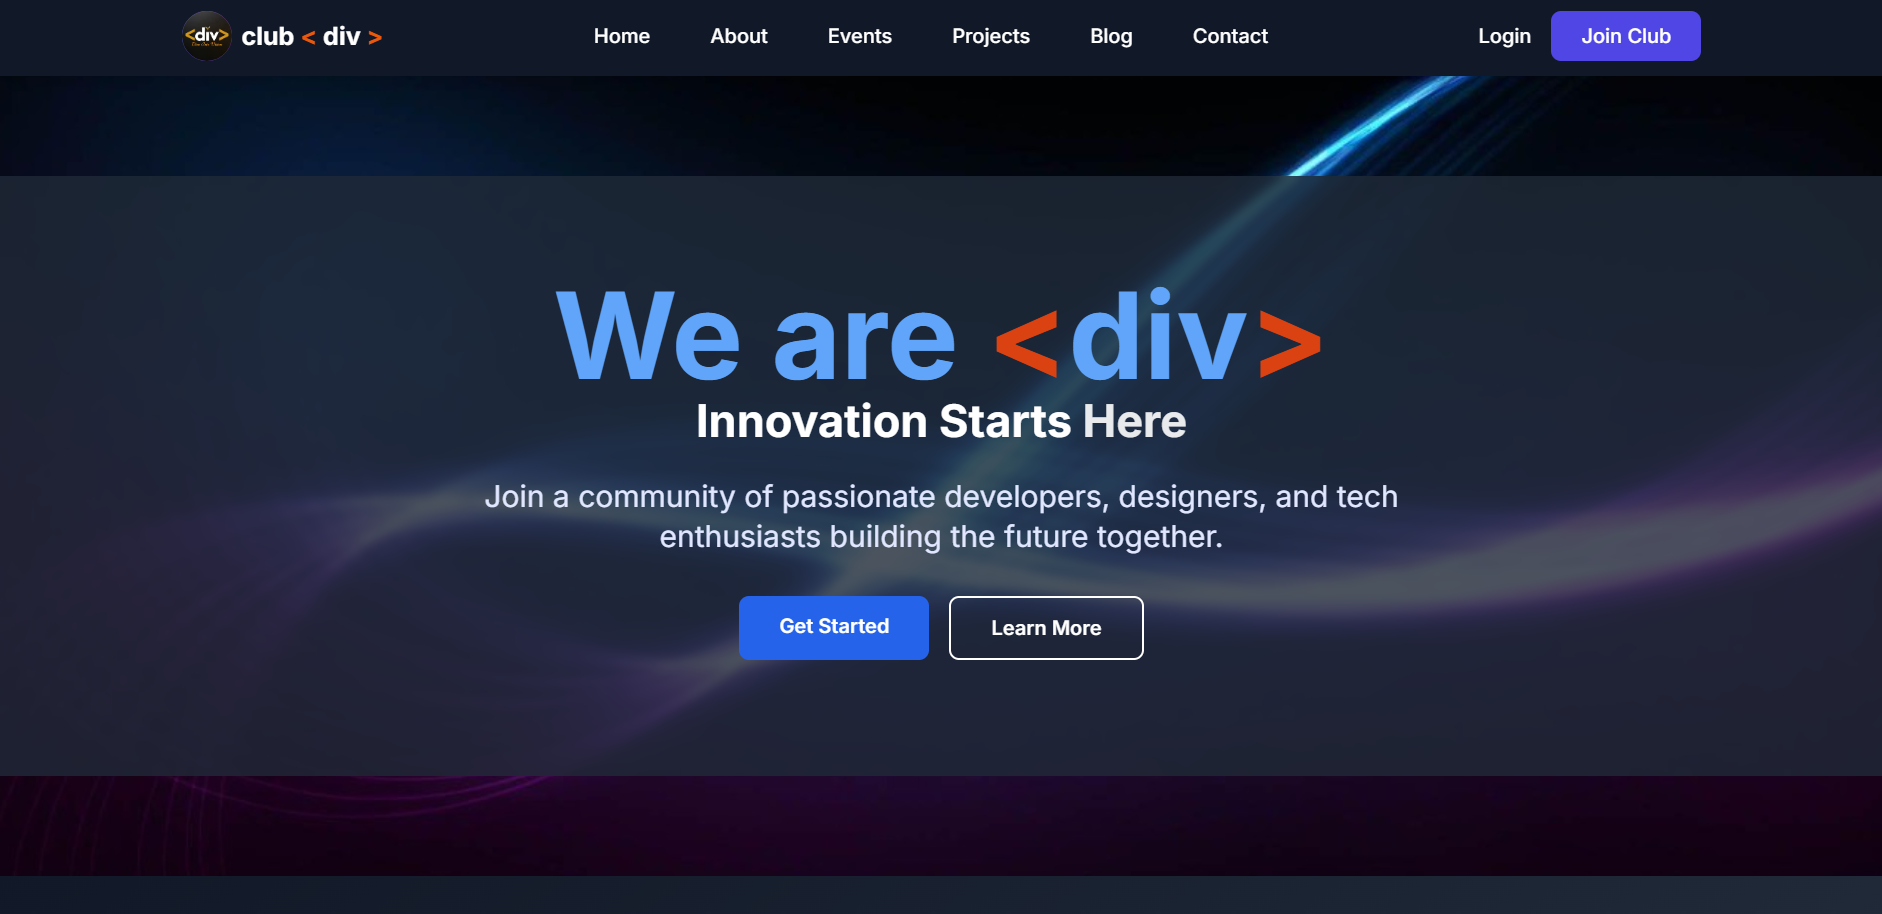 <div>
club < div >
Home About Events Projects Blog Contact
Login Join Club
We are <div>
Innovation Starts Here
Join a community of passionate developers, designers, and tech
enthusiasts building the future together.
Get Started Learn More